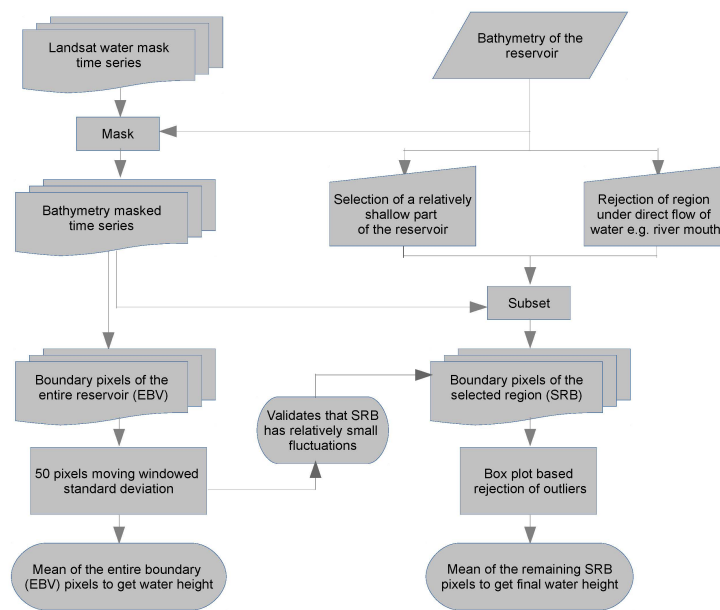 Landsat water mask
time series
Bathymetry of the
reservoir
Mask
Bathymetry masked
time series
Selection of a relatively
shallow part
of the reservoir
Rejection of region
under direct flow of
water e.g. river mouth
Subset
Boundary pixels of the
entire reservoir (EBV)
Validates that SRB
has relatively small
fluctuations
Boundary pixels of the
selected region (SRB)
50 pixels moving windowed
standard deviation
Box plot based
rejection of outliers
Mean of the entire boundary
(EBV) pixels to get water height
Mean of the remaining SRB
pixels to get final water height